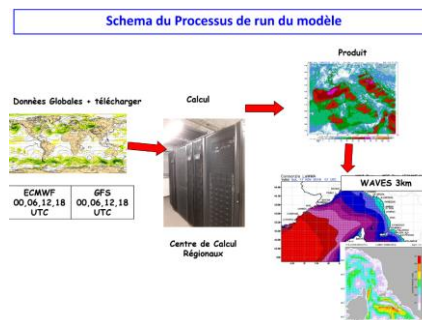 Schema du Processus de run du modèle
Produit
Données Globales + télécharger
Calcul
ECMWF
00,06,12,18
UTC
GFS
00,06,12,18
UTC
WAVES 3km
Centre de Calcul
Régionaux